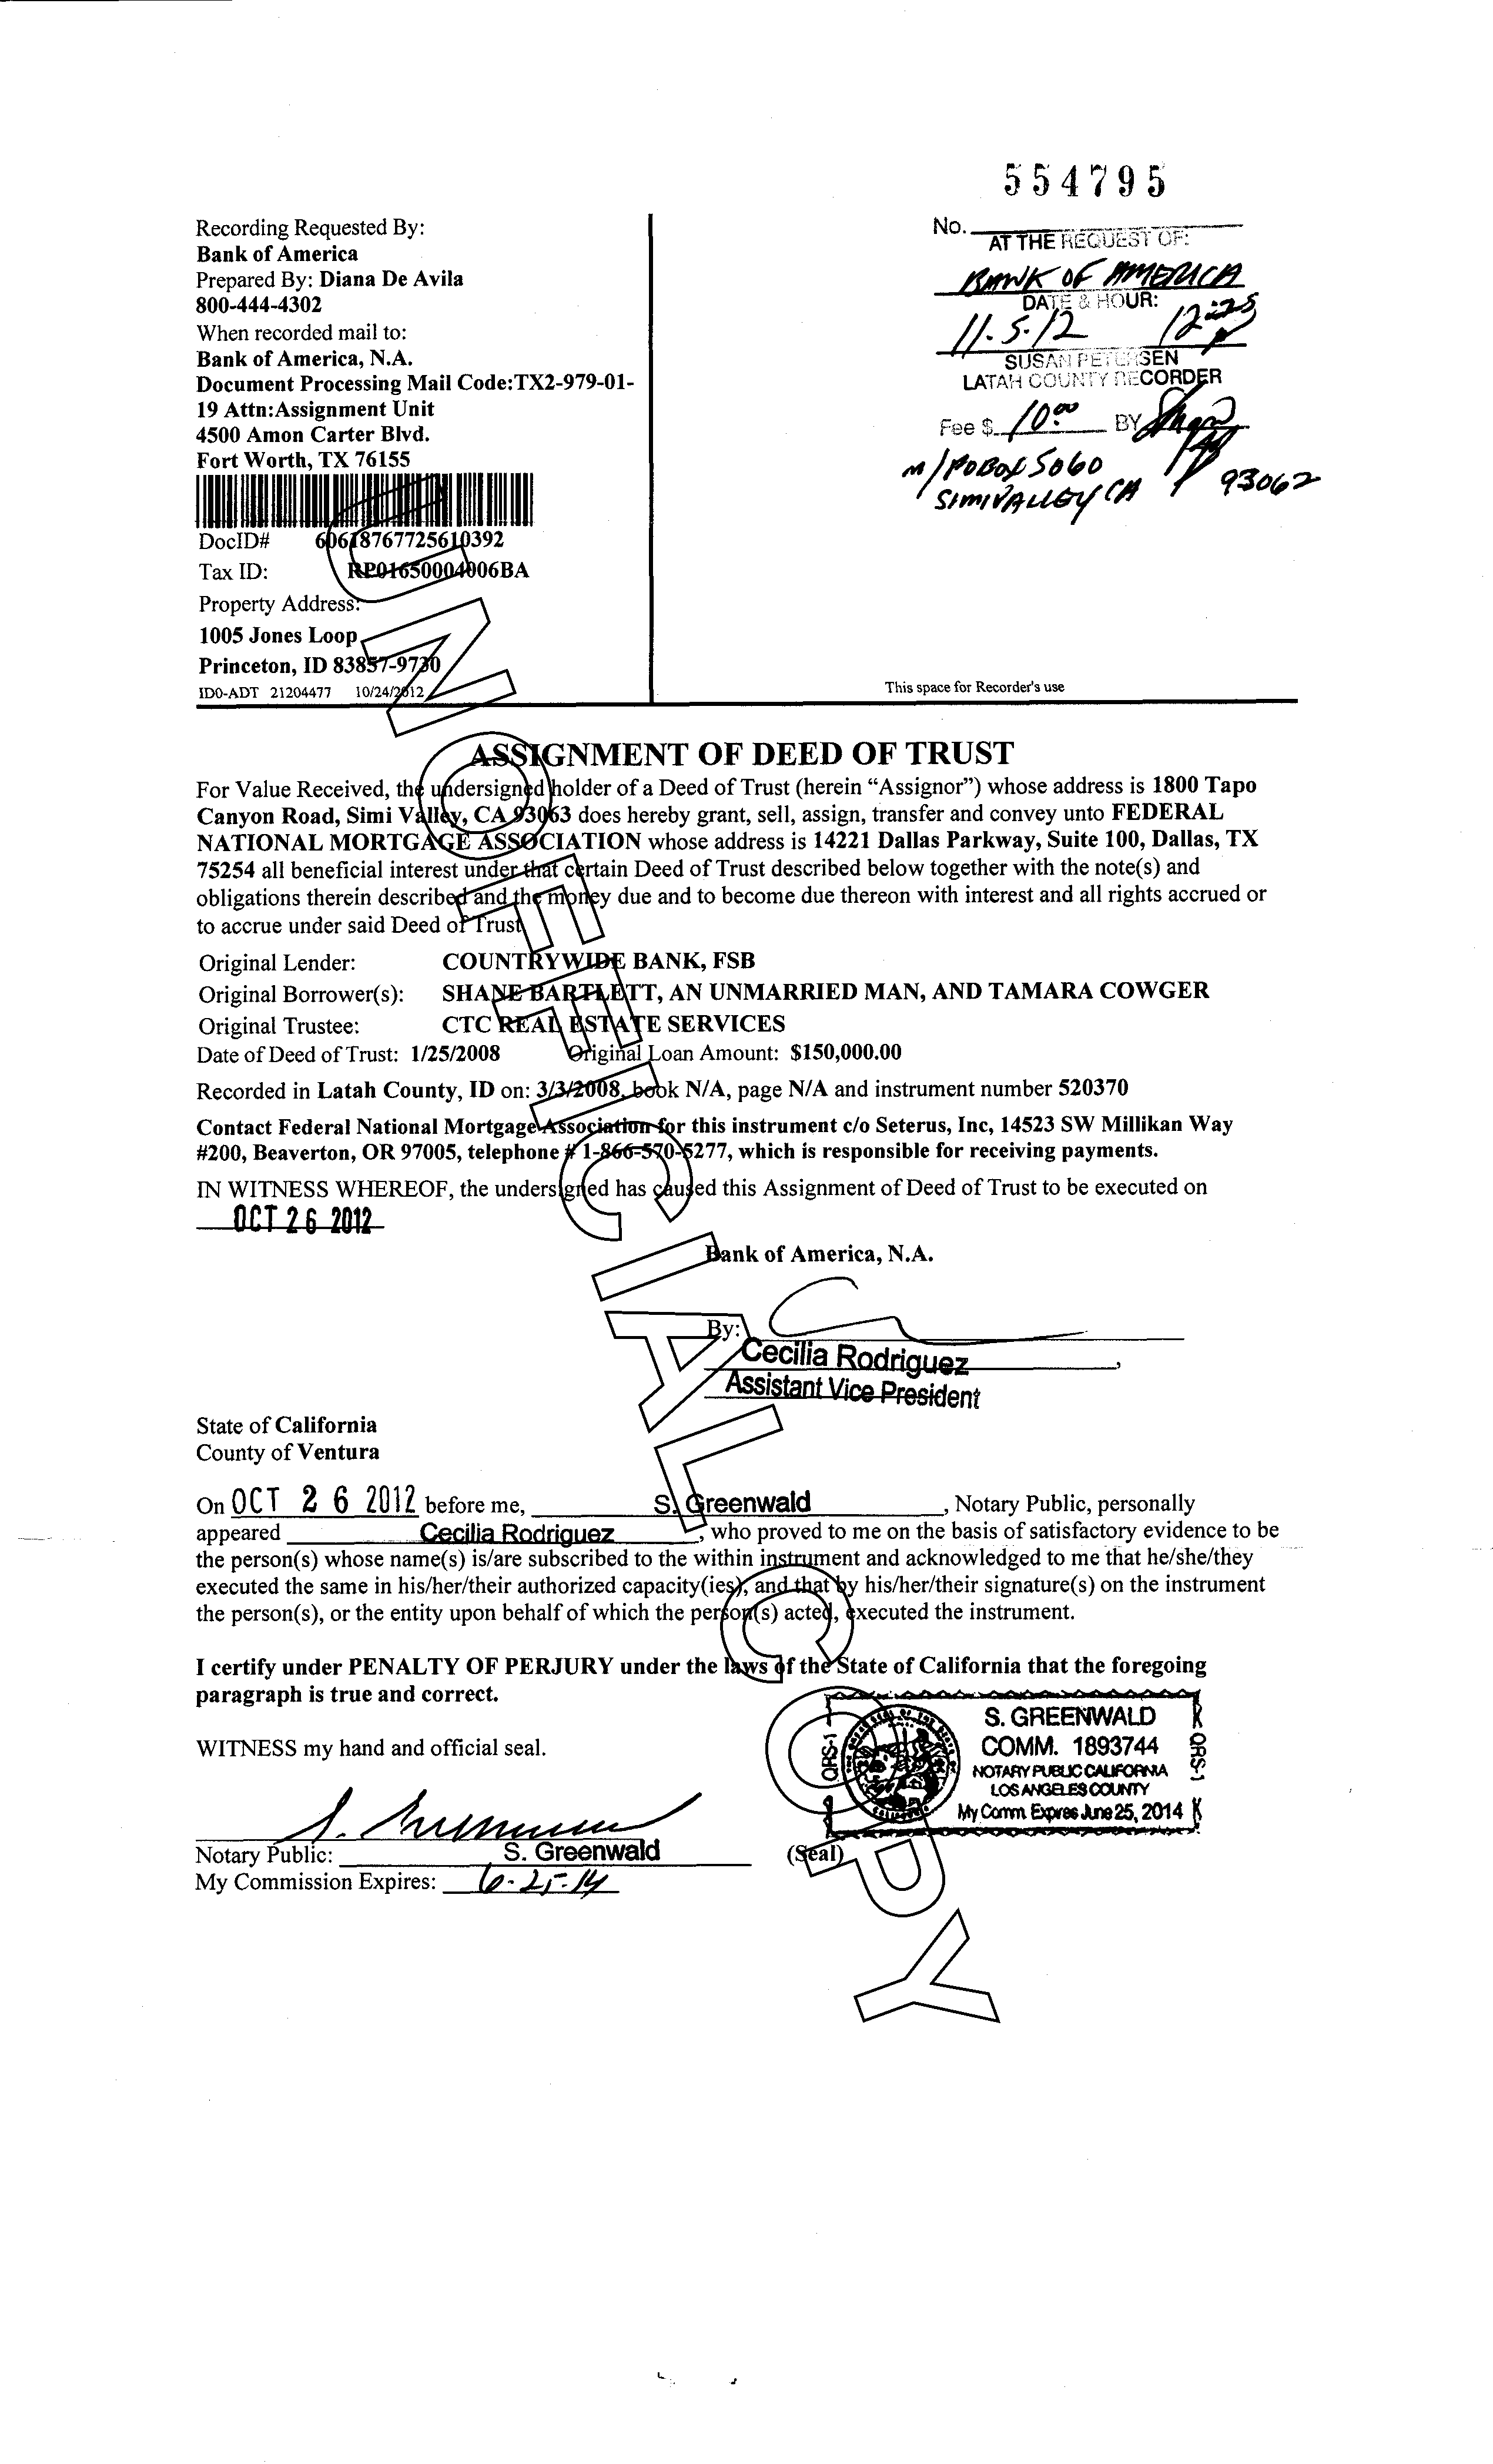 554795
Recording Requested By:
Bank of America
Prepared By: Diana De Avila
800-444-4302
When recorded mail to:
Bank of America, N.A.
Document Processing Mail Code:TX2-979-01-
19 Attn:Assignment Unit
4500 Amon Carter Blvd.
Fort Worth, TX 76155
DocID# 60618767725610392
Tax ID: RP01650004006BA
Property Address:
1005 Jones Loop
Princeton, ID 83857-9730
ID0-ADT 21204477 10/24/2012
No.
AT THE REQUEST OF:
BANK OF AMERICA
DATE & HOUR:
11.5.12 12:25
SUSAN PETERSEN
LATAH COUNTY RECORDER
Fee $ 10.00 BY
m/POBOX 5060
SIMI VALLEY CA 93062
This space for Recorder's use
ASSIGNMENT OF DEED OF TRUST
For Value Received, the undersigned holder of a Deed of Trust (herein “Assignor”) whose address is 1800 Tapo
Canyon Road, Simi Valley, CA 93063 does hereby grant, sell, assign, transfer and convey unto FEDERAL
NATIONAL MORTGAGE ASSOCIATION whose address is 14221 Dallas Parkway, Suite 100, Dallas, TX
75254 all beneficial interest under that certain Deed of Trust described below together with the note(s) and
obligations therein described and the money due and to become due thereon with interest and all rights accrued or
to accrue under said Deed of Trust
Original Lender: COUNTRYWIDE BANK, FSB
Original Borrower(s): SHANE BARTLETT, AN UNMARRIED MAN, AND TAMARA COWGER
Original Trustee: CTC REAL ESTATE SERVICES
Date of Deed of Trust: 1/25/2008 Original Loan Amount: $150,000.00
Recorded in Latah County, ID on: 3/3/2008, book N/A, page N/A and instrument number 520370
Contact Federal National Mortgage Association for this instrument c/o Seterus, Inc, 14523 SW Millikan Way
#200, Beaverton, OR 97005, telephone # 1-866-570-5277, which is responsible for receiving payments.
IN WITNESS WHEREOF, the undersigned has caused this Assignment of Deed of Trust to be executed on
OCT 26 2012
Bank of America, N.A.
By:
Cecilia Rodriguez ,
Assistant Vice President
State of California
County of Ventura
On OCT 26 2012 before me, S. Greenwald , Notary Public, personally
appeared Cecilia Rodriguez , who proved to me on the basis of satisfactory evidence to be
the person(s) whose name(s) is/are subscribed to the within instrument and acknowledged to me that he/she/they
executed the same in his/her/their authorized capacity(ies), and that by his/her/their signature(s) on the instrument
the person(s), or the entity upon behalf of which the person(s) acted, executed the instrument.
I certify under PENALTY OF PERJURY under the laws of the State of California that the foregoing
paragraph is true and correct.
WITNESS my hand and official seal.
S. Greenwald
Notary Public: S. Greenwald
My Commission Expires: 6-25-14
(Seal)
QRS-1
S. GREENWALD
COMM. 1893744
NOTARY PUBLIC CALIFORNIA
LOS ANGELES COUNTY
My Comm. Expires June 25, 2014
QRS-1
UNOFFICIAL COPY